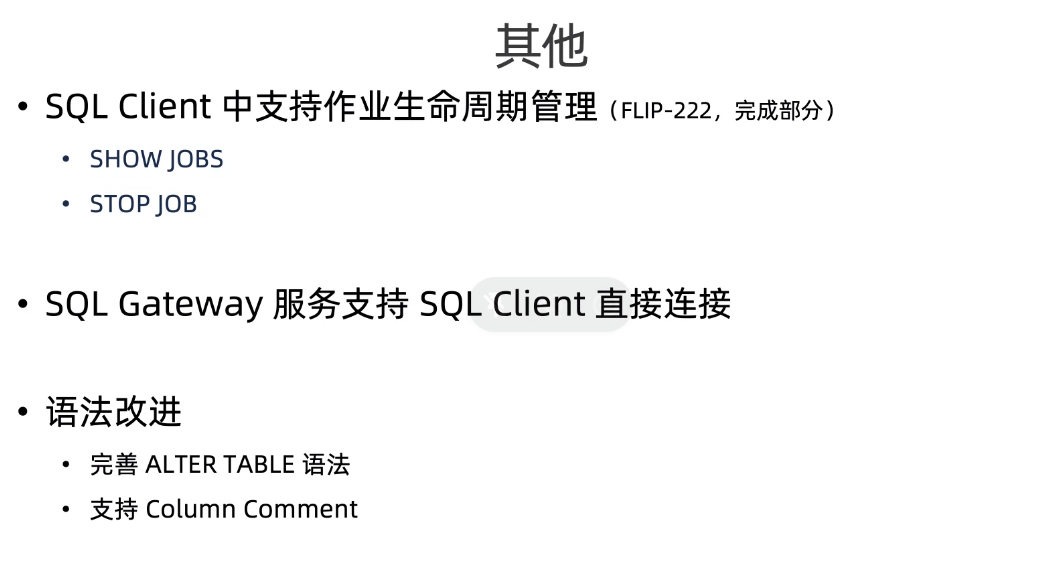 其他
• SQL Client 中支持作业生命周期管理（FLIP-222，完成部分）
• SHOW JOBS
• STOP JOB
• SQL Gateway 服务支持 SQL Client 直接连接
• 语法改进
• 完善 ALTER TABLE 语法
• 支持 Column Comment